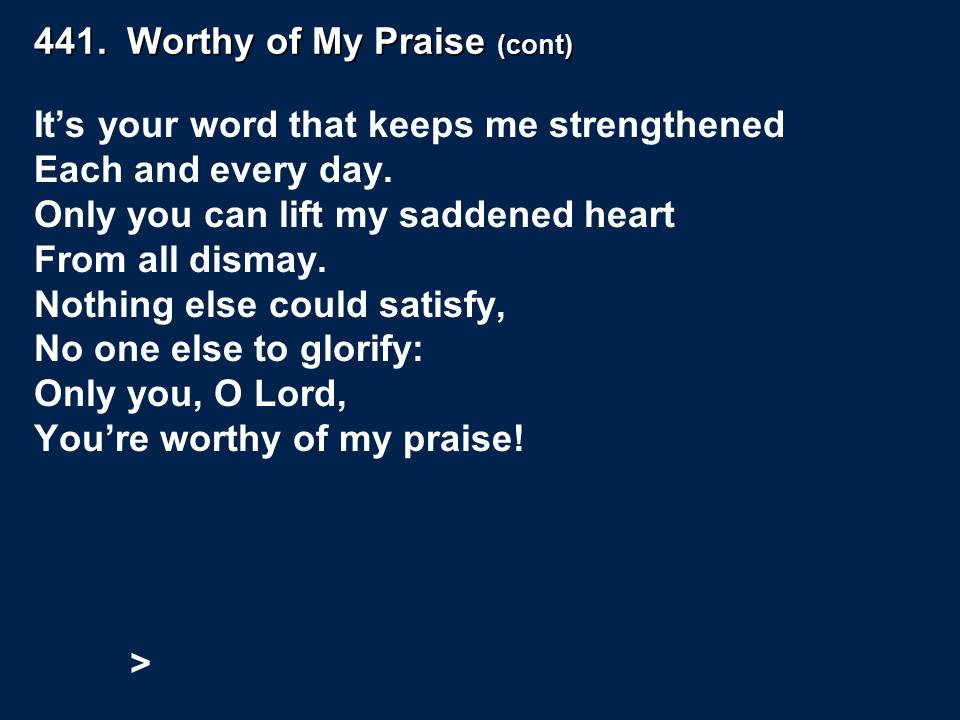 441.  Worthy of My Praise (cont)
It’s your word that keeps me strengthened
Each and every day.
Only you can lift my saddened heart
From all dismay.
Nothing else could satisfy,
No one else to glorify:
Only you, O Lord,
You’re worthy of my praise!
>